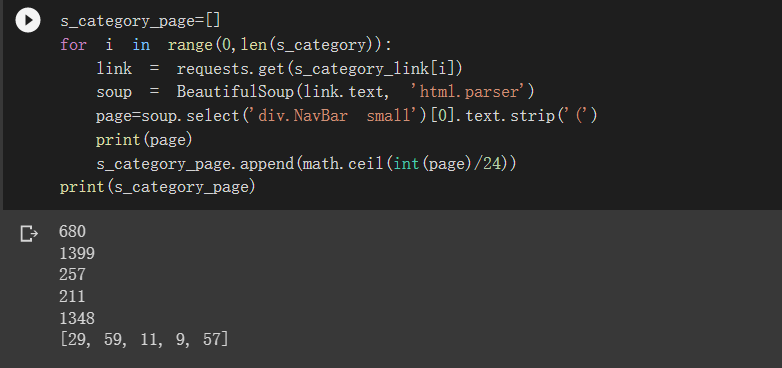 s_category_page=[]
for i in range(0,len(s_category)):
    link = requests.get(s_category_link[i])
    soup = BeautifulSoup(link.text, 'html.parser')
    page=soup.select('div.NavBar small')[0].text.strip('(')
    print(page)
    s_category_page.append(math.ceil(int(page)/24))
print(s_category_page)
680
1399
257
211
1348
[29, 59, 11, 9, 57]